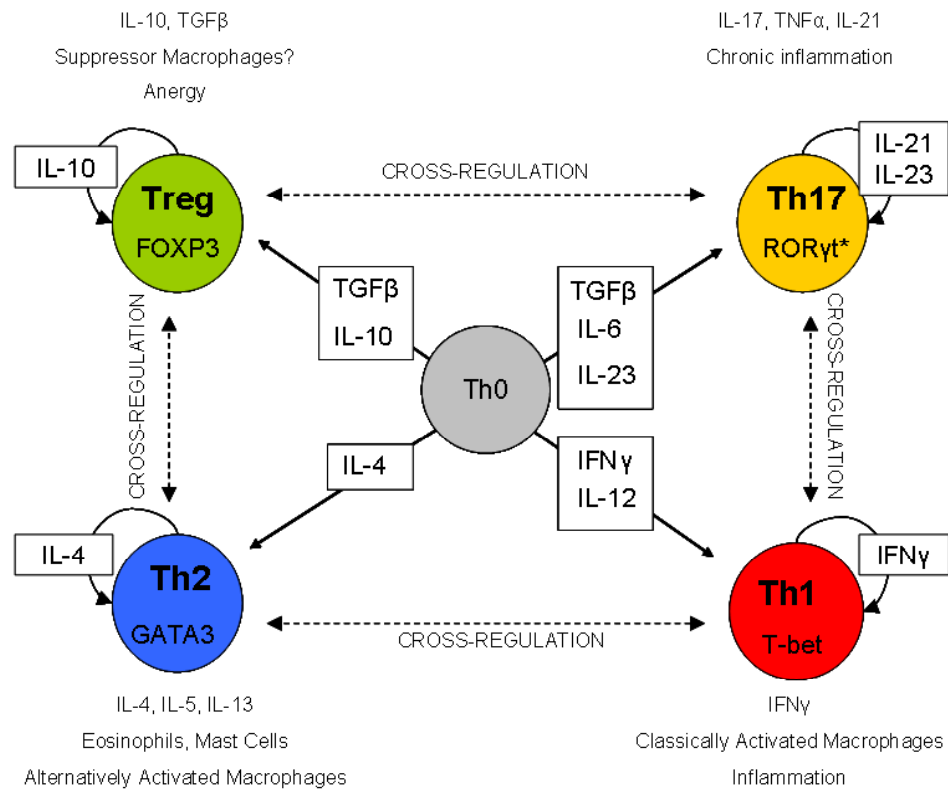 IL-10, TGFβ
Suppressor Macrophages?
Anergy
IL-17, TNFα, IL-21
Chronic inflammation
IL-10
Treg
FOXP3
CROSS-REGULATION
Th17
RORγt*
IL-21
IL-23
TGFβ
IL-10
TGFβ
IL-6
IL-23
Th0
CROSS-REGULATION
CROSS-REGULATION
IL-4
IFNγ
IL-12
IL-4
Th2
GATA3
CROSS-REGULATION
Th1
T-bet
IFNγ
IL-4, IL-5, IL-13
Eosinophils, Mast Cells
Alternatively Activated Macrophages
IFNγ
Classically Activated Macrophages
Inflammation